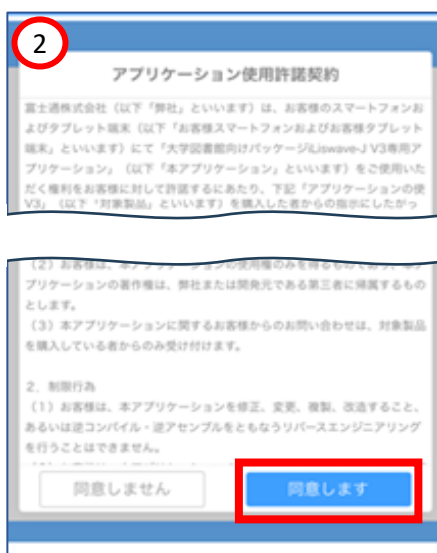 2
アプリケーション使用許諾契約
富士通株式会社（以下「弊社」といいます）は、お客様のスマートフォンお
よびタブレット端末（以下「お客様スマートフォンおよびお客様タブレット
端末」といいます）にて「大学図書館向けパッケージiLiswave-J V3専用ア
プリケーション」（以下「本アプリケーション」といいます）をご使用いた
だく権利をお客様に対して許諾するにあたり、下記「アプリケーションの使
V3」（以下「対象製品」といいます）を購入した者からの指示にしたがっ
（2）お客様は、本アプリケーションの使用権のみを得るものであり、本ア
プリケーションの著作権は、弊社または開発元である第三者に帰属するもの
とします。
（3）本アプリケーションに関するお客様からのお問い合わせは、対象製品
を購入している者からのみ受け付けます。
2．制限行為
（1）お客様は、本アプリケーションを修正、変更、複製、改造すること、
あるいは逆コンパイル・逆アセンブルをともなうリバースエンジニアリング
を行うことはできません。
同意しません
同意します